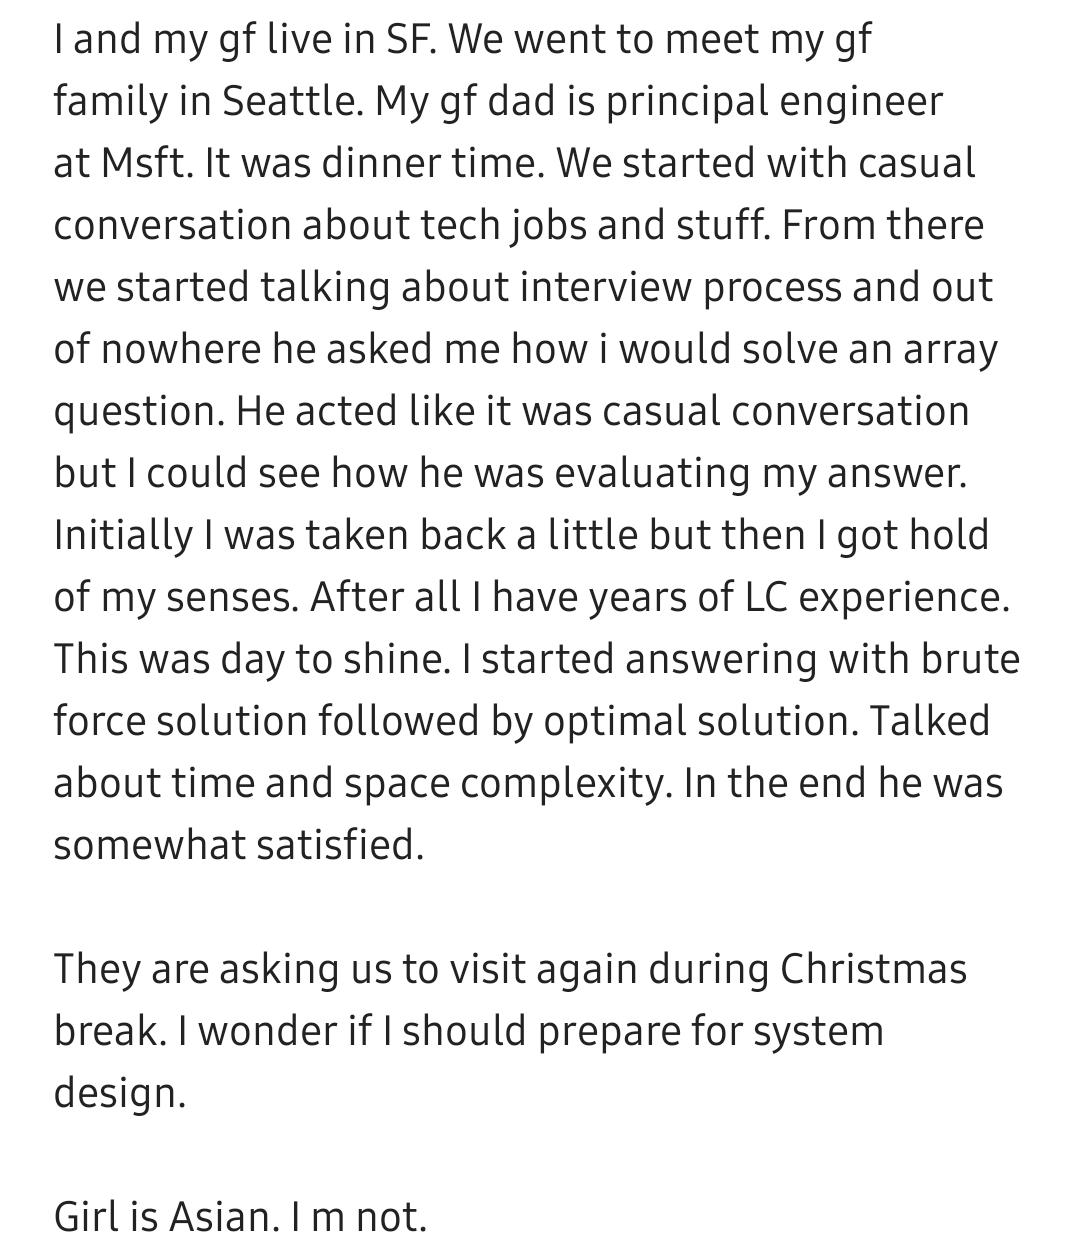 I and my gf live in SF. We went to meet my gf
family in Seattle. My gf dad is principal engineer
at Msft. It was dinner time. We started with casual
conversation about tech jobs and stuff. From there
we started talking about interview process and out
of nowhere he asked me how i would solve an array
question. He acted like it was casual conversation
but I could see how he was evaluating my answer.
Initially I was taken back a little but then I got hold
of my senses. After all I have years of LC experience.
This was day to shine. I started answering with brute
force solution followed by optimal solution. Talked
about time and space complexity. In the end he was
somewhat satisfied.
They are asking us to visit again during Christmas
break. I wonder if I should prepare for system
design.
Girl is Asian. I m not.